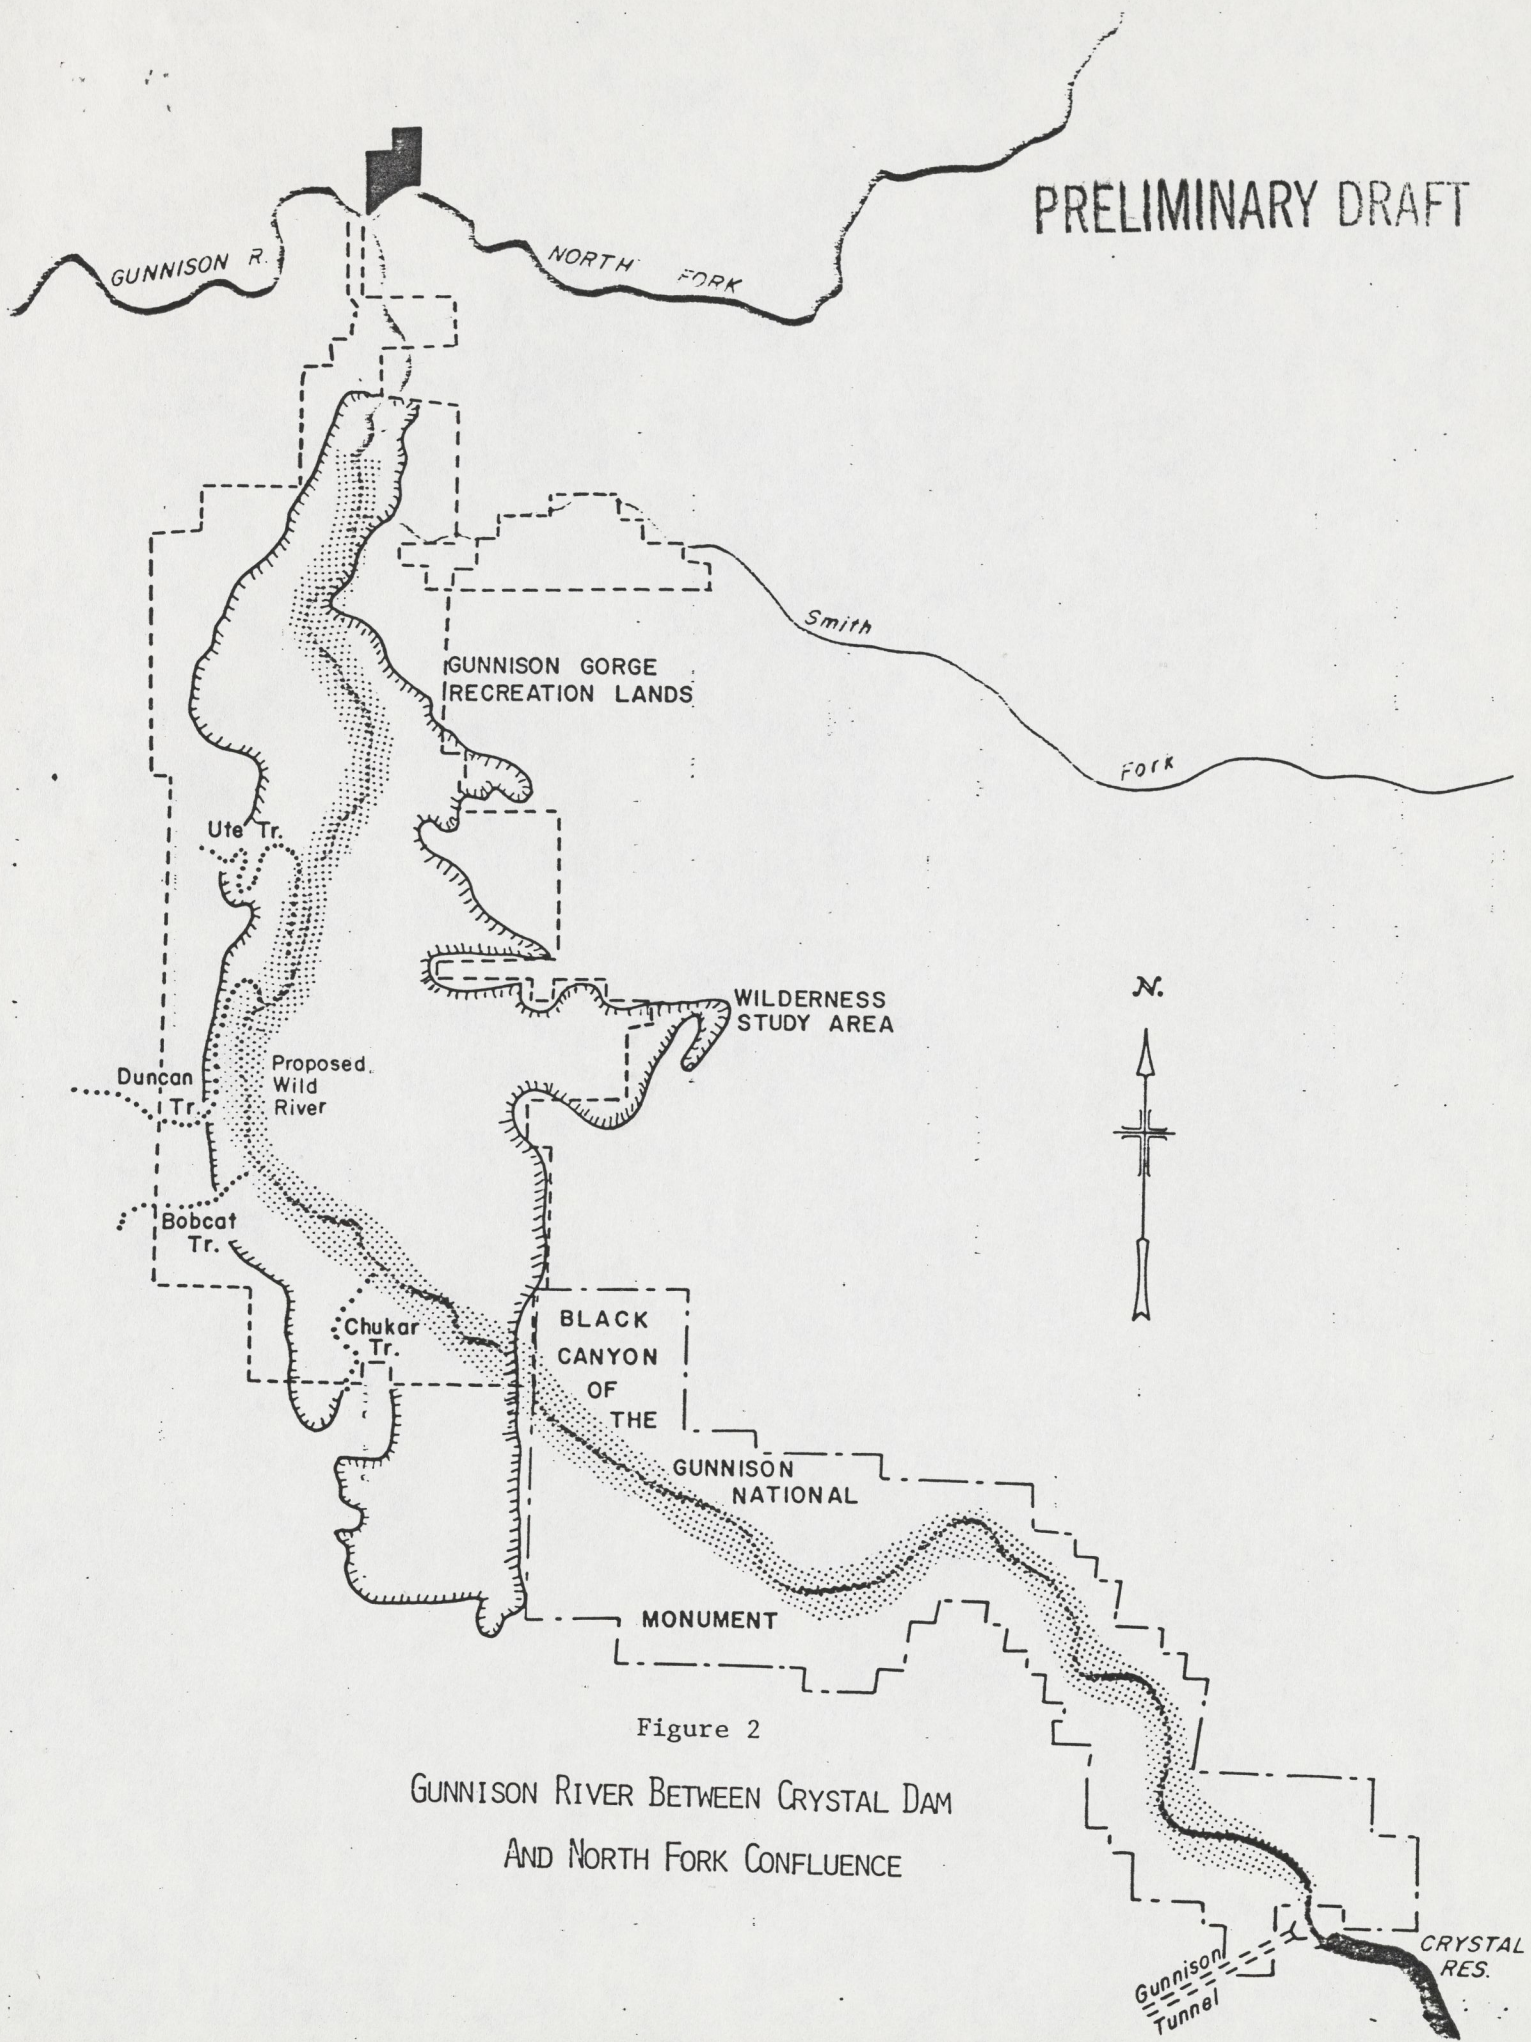 PRELIMINARY DRAFT
GUNNISON R.
NORTH FORK
Smith
Fork
GUNNISON GORGE
RECREATION LANDS
Ute Tr.
WILDERNESS
STUDY AREA
N.
Duncan
Tr.
Proposed
Wild
River
Bobcat
Tr.
Chukar
Tr.
BLACK
CANYON
OF
THE
GUNNISON
NATIONAL
MONUMENT
Figure 2
GUNNISON RIVER BETWEEN CRYSTAL DAM
AND NORTH FORK CONFLUENCE
CRYSTAL
RES.
Gunnison
Tunnel